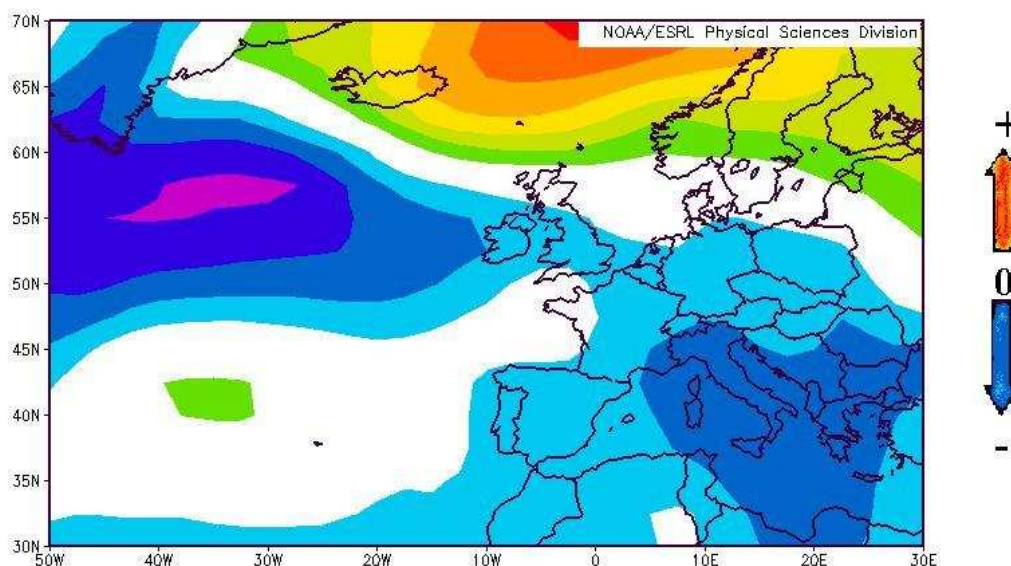 NOAA/ESRL Physical Sciences Division
70N
65N
60N
55N
50N
45N
40N
35N
30N
50W 40W 30W 20W 10W 0 10E 20E 30E
+
0
-